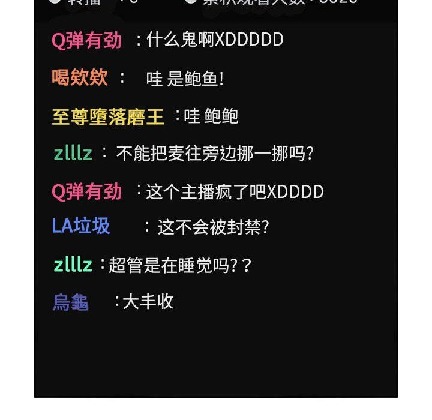 Q弹有劲 : 什么鬼啊XDDDDD
喝欸欸 : 哇 是鲍鱼!
至尊墮落磨王 : 哇 鲍鲍
zlllz : 不能把麦往旁边挪一挪吗?
Q弹有劲 : 这个主播疯了吧XDDDD
LA垃圾 : 这不会被封禁?
zlllz : 超管是在睡觉吗? ?
烏龜 : 大丰收